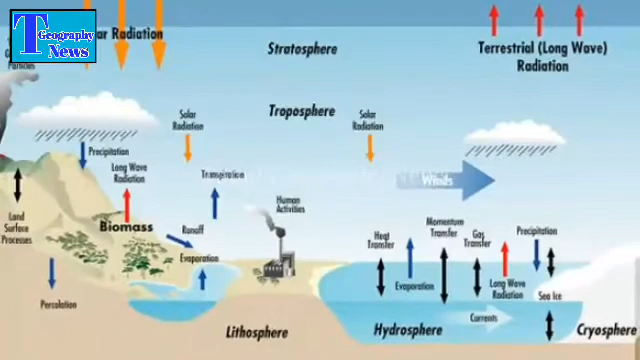 T Geography
News
ar Radiation
Particles
Stratosphere
Terrestrial (Long Wave)
Radiation
Troposphere
Solar
Radiation
Solar
Radiation
Precipitation
Long Wave
Radiation
Transpiration
Winds
Land
Surface
Processes
Biomass
Runoff
Human
Activities
Evaporation
Heat
Transfer
Momentum
Transfer
Gas
Transfer
Precipitation
Evaporation
Long Wave
Radiation
Sea Ice
Percolation
Currents
Lithosphere
Hydrosphere
Cryosphere